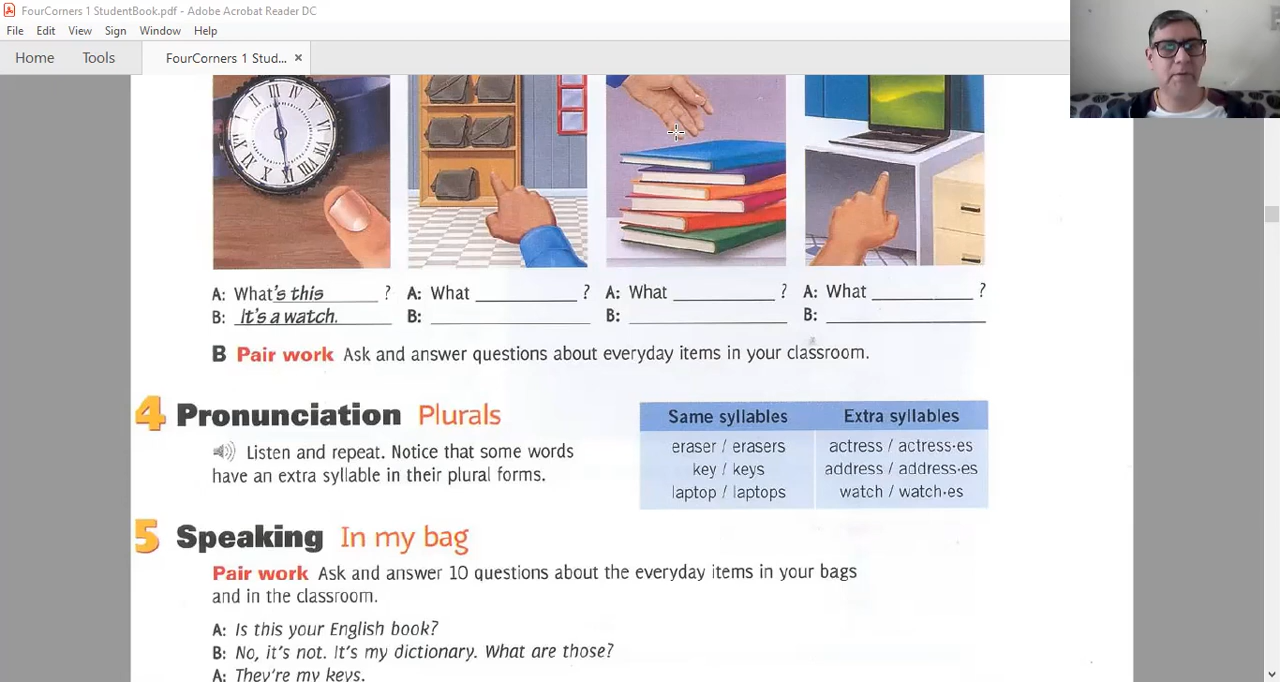 FourCorners 1 StudentBook.pdf - Adobe Acrobat Reader DC
File Edit View Sign Window Help
Home Tools FourCorners 1 Stud... ×
A: What's this ? A: What ___________ ? A: What ___________ ? A: What ___________ ?
B: It's a watch. B: ___________ B: ___________ B: ___________
B Pair work Ask and answer questions about everyday items in your classroom.
4 Pronunciation Plurals
Listen and repeat. Notice that some words
have an extra syllable in their plural forms.
Same syllables Extra syllables
eraser / erasers actress / actress·es
key / keys address / address·es
laptop / laptops watch / watch·es
5 Speaking In my bag
Pair work Ask and answer 10 questions about the everyday items in your bags
and in the classroom.
A: Is this your English book?
B: No, it's not. It's my dictionary. What are those?
A: They're my keys.